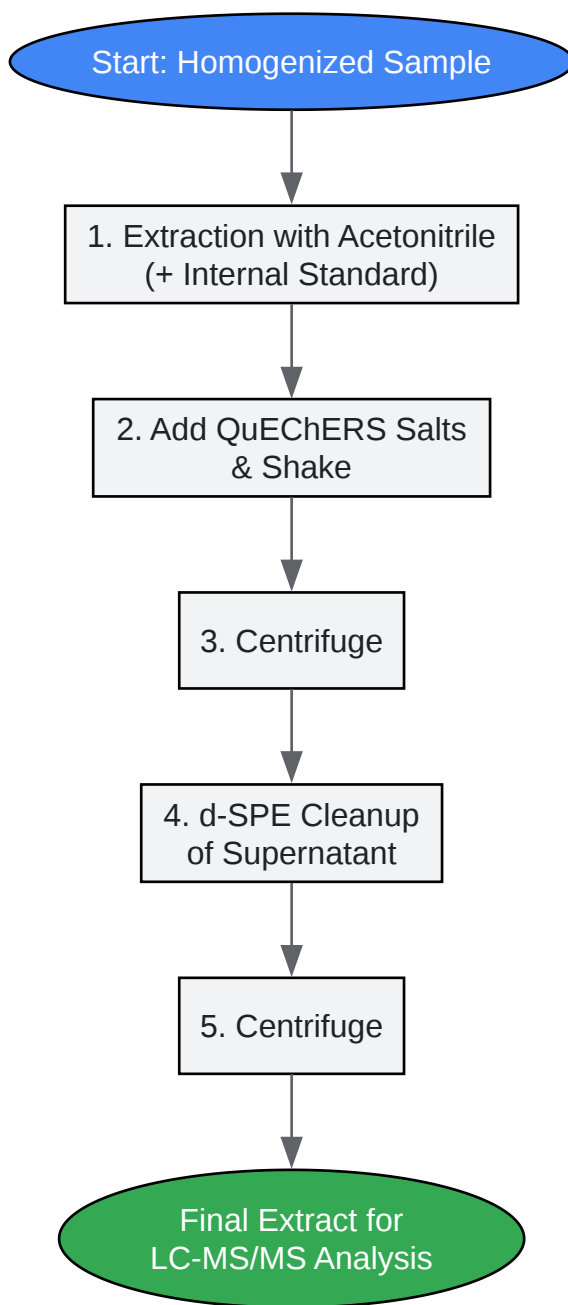 Start: Homogenized Sample
1. Extraction with Acetonitrile
(+ Internal Standard)
2. Add QuEChERS Salts
& Shake
3. Centrifuge
4. d-SPE Cleanup
of Supernatant
5. Centrifuge
Final Extract for
LC-MS/MS Analysis